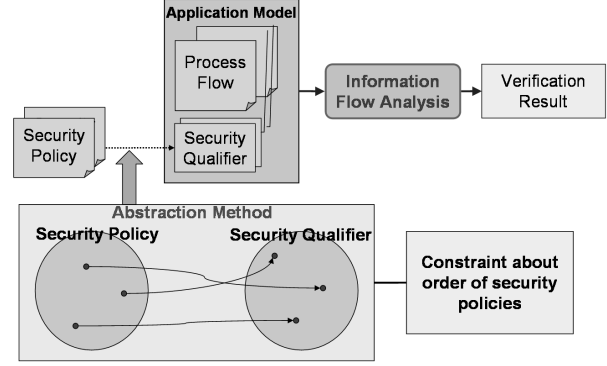 Application Model
Process
Flow
Information
Flow Analysis
Verification
Result
Security
Policy
Security
Qualifier
Abstraction Method
Security Policy
Security Qualifier
Constraint about
order of security
policies